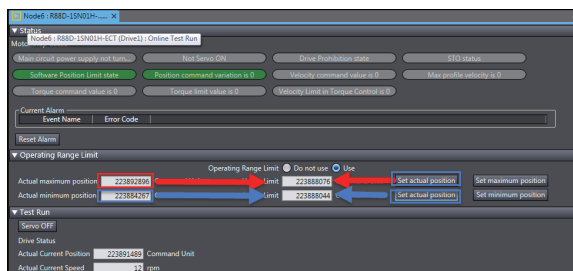 Node6 : R88D-1SN01H-.... ×
Status
Node6 : R88D-1SN01H-ECT (Drive1) : Online Test Run
Main circuit power supply not turn... Not Servo ON Drive Prohibition state STO status
Software Position Limit state Position command variation is 0 Velocity command value is 0 Max profile velocity is 0
Torque command value is 0 Torque limit value is 0 Velocity Limit in Torque Control is 0
Current Alarm
Event Name Error Code
Reset Alarm
Operating Range Limit
Operating Range Limit Do not use Use
Actual maximum position 223892896 Limit 223888076 Set actual position Set maximum position
Actual minimum position 223884267 Limit 223888044 Set actual position Set minimum position
Test Run
Servo OFF
Drive Status
Actual Current Position 223891489 Command Unit
Actual Current Speed 12 rpm